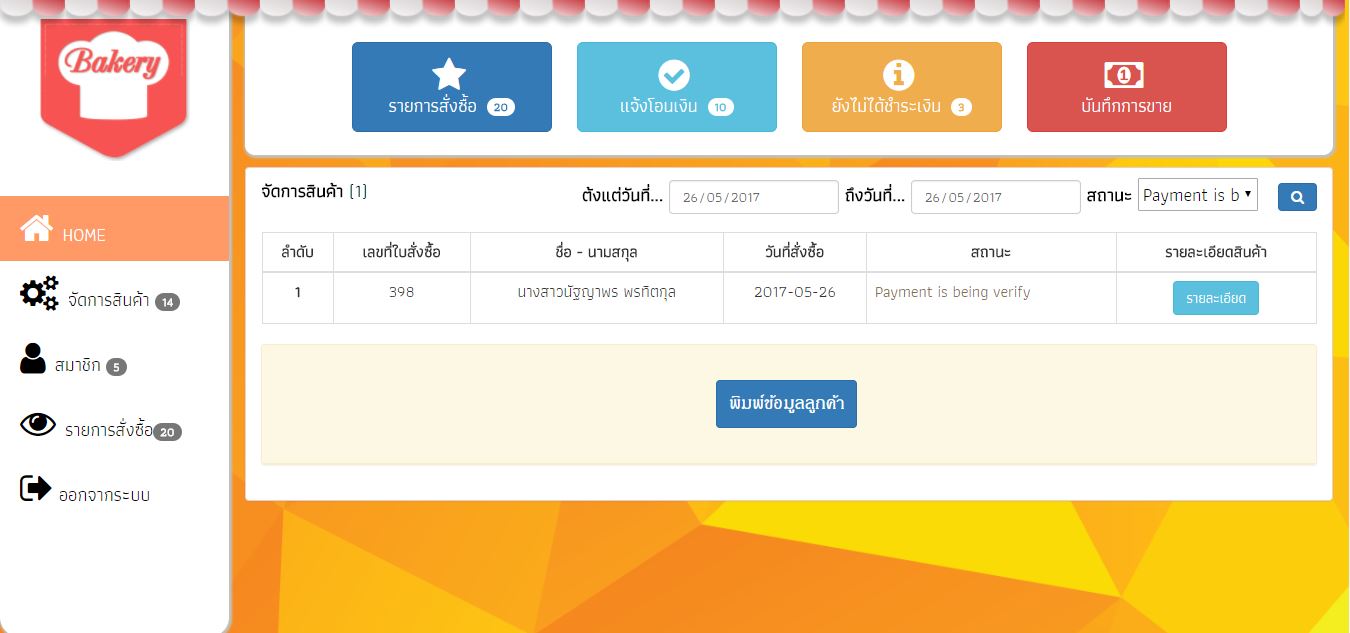 Bakery
รายการสั่งซื้อ 20
แจ้งโอนเงิน 10
ยังไม่ได้ชำระเงิน 3
บันทึกการขาย
HOME
จัดการสินค้า 14
สมาชิก 5
รายการสั่งซื้อ 20
ออกจากระบบ
จัดการสินค้า (1) ตั้งแต่วันที่... 26/05/2017 ถึงวันที่... 26/05/2017 สถานะ Payment is b
ลำดับ เลขที่ใบสั่งซื้อ ชื่อ - นามสกุล วันที่สั่งซื้อ สถานะ รายละเอียดสินค้า
1 398 นางสาวนัฐญาพร พรทิตกุล 2017-05-26 Payment is being verify รายละเอียด
พิมพ์ข้อมูลลูกค้า